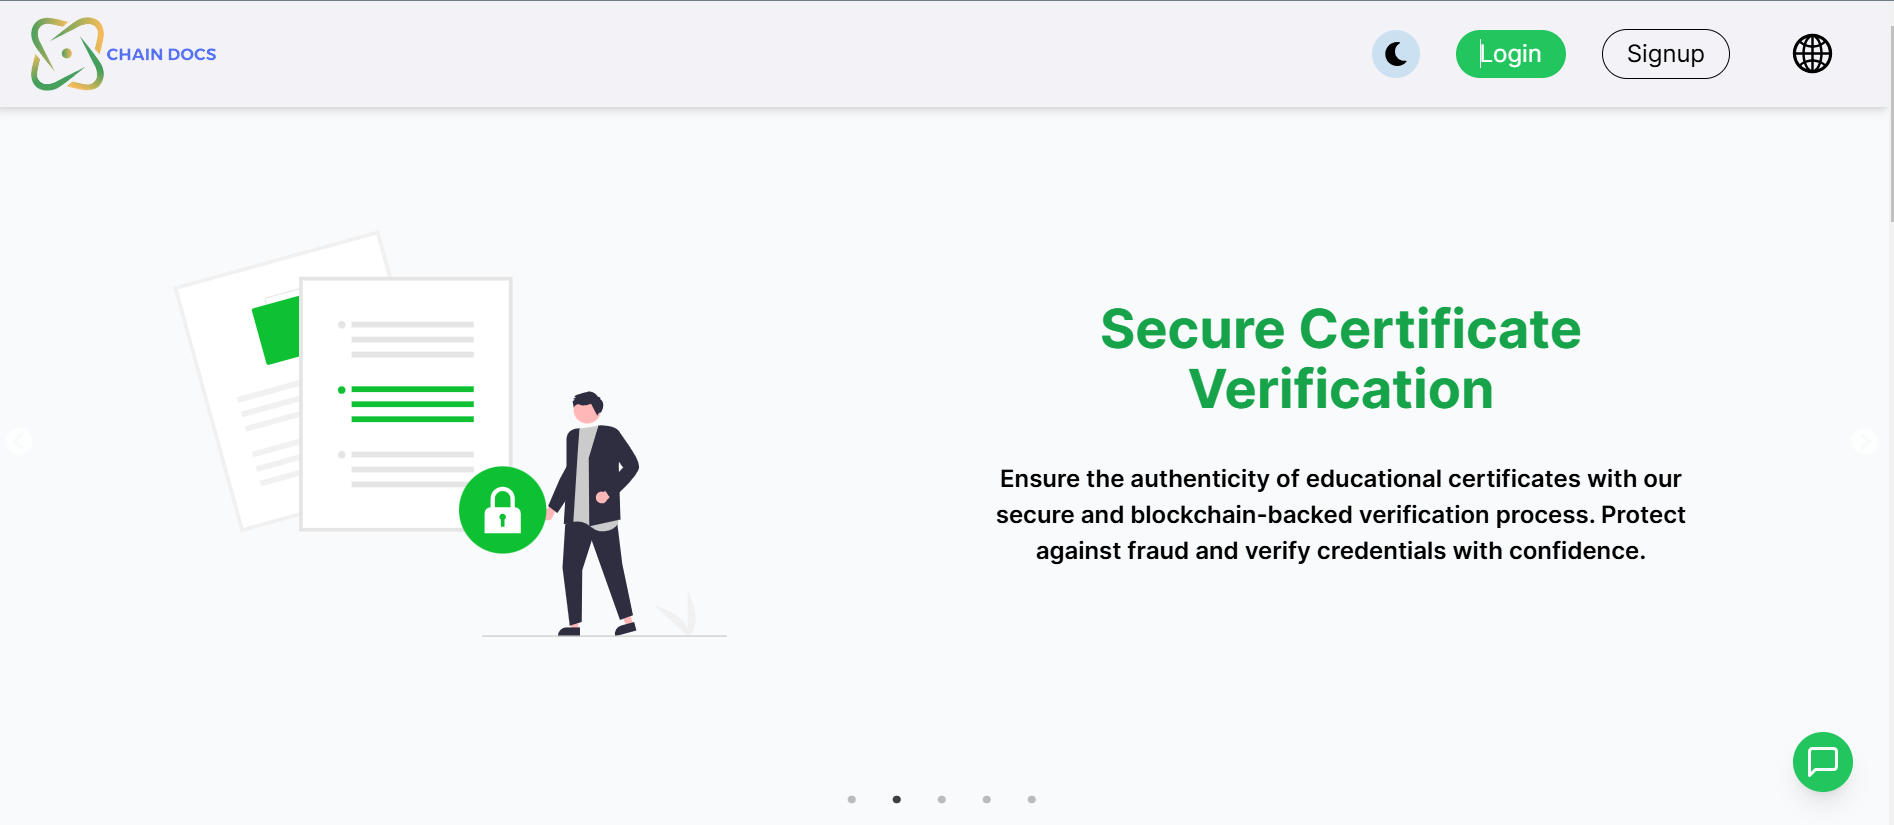 CHAIN DOCS
Login
Signup
Secure Certificate
Verification
Ensure the authenticity of educational certificates with our
secure and blockchain-backed verification process. Protect
against fraud and verify credentials with confidence.